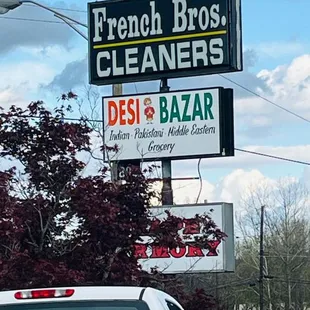 French Bros.
CLEANERS
DESI BAZAR
Indian - Pakistani - Middle Eastern
Grocery